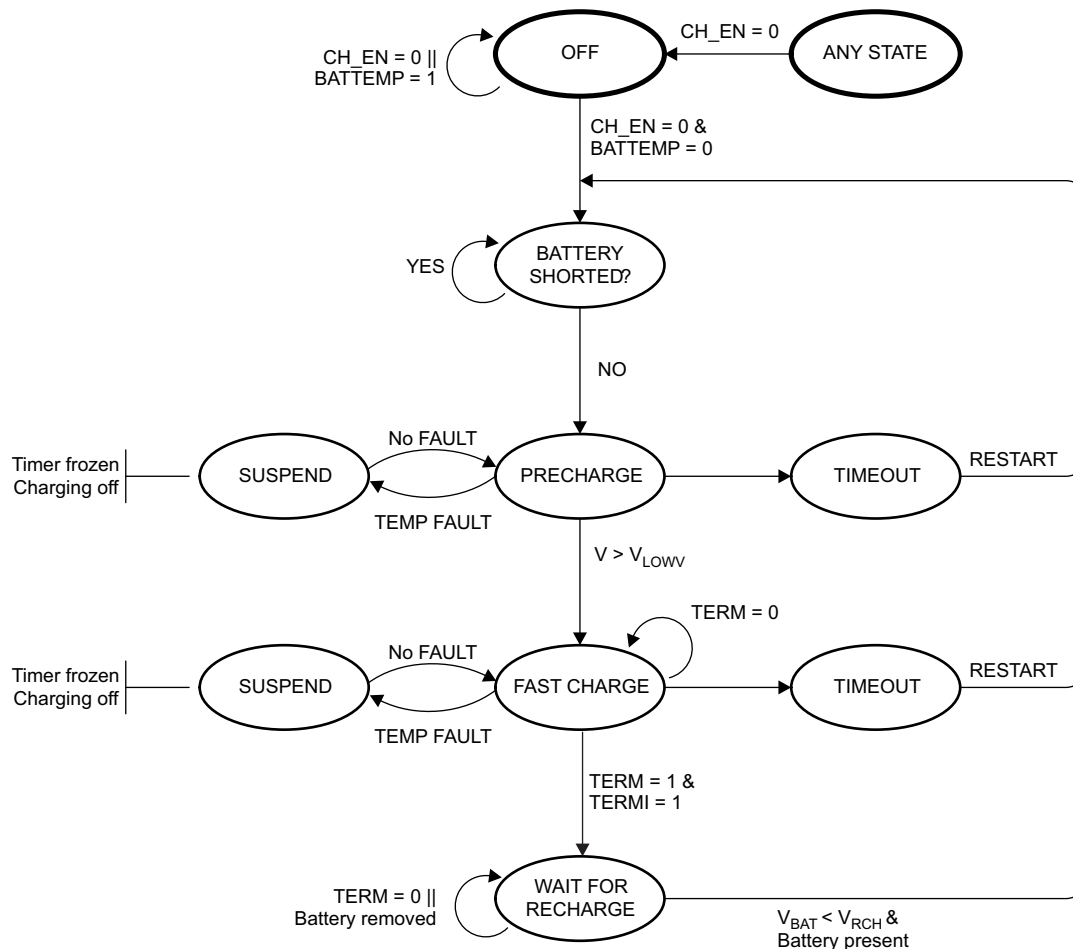 OFF
CH_EN = 0
ANY STATE
CH_EN = 0 ||
BATTEMP = 1
CH_EN = 0 &
BATTEMP = 0
BATTERY
SHORTED?
YES
NO
Timer frozen
Charging off
SUSPEND
No FAULT
TEMP FAULT
PRECHARGE
TIMEOUT
RESTART
V > VLOWV
TERM = 0
Timer frozen
Charging off
SUSPEND
No FAULT
TEMP FAULT
FAST CHARGE
TIMEOUT
RESTART
TERM = 1 &
TERMI = 1
TERM = 0 ||
Battery removed
WAIT FOR
RECHARGE
VBAT < VRCH &
Battery present